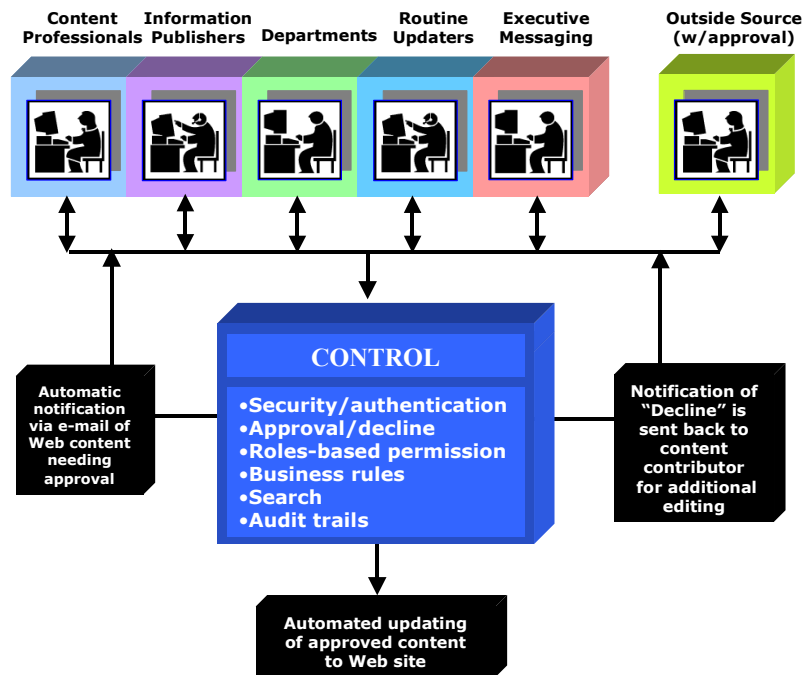 Content
Professionals
Information
Publishers
Departments
Routine
Updaters
Executive
Messaging
Outside Source
(w/approval)
CONTROL
•Security/authentication
•Approval/decline
•Roles-based permission
•Business rules
•Search
•Audit trails
Automatic
notification
via e-mail of
Web content
needing
approval
Notification of
“Decline” is
sent back to
content
contributor
for additional
editing
Automated updating
of approved content
to Web site